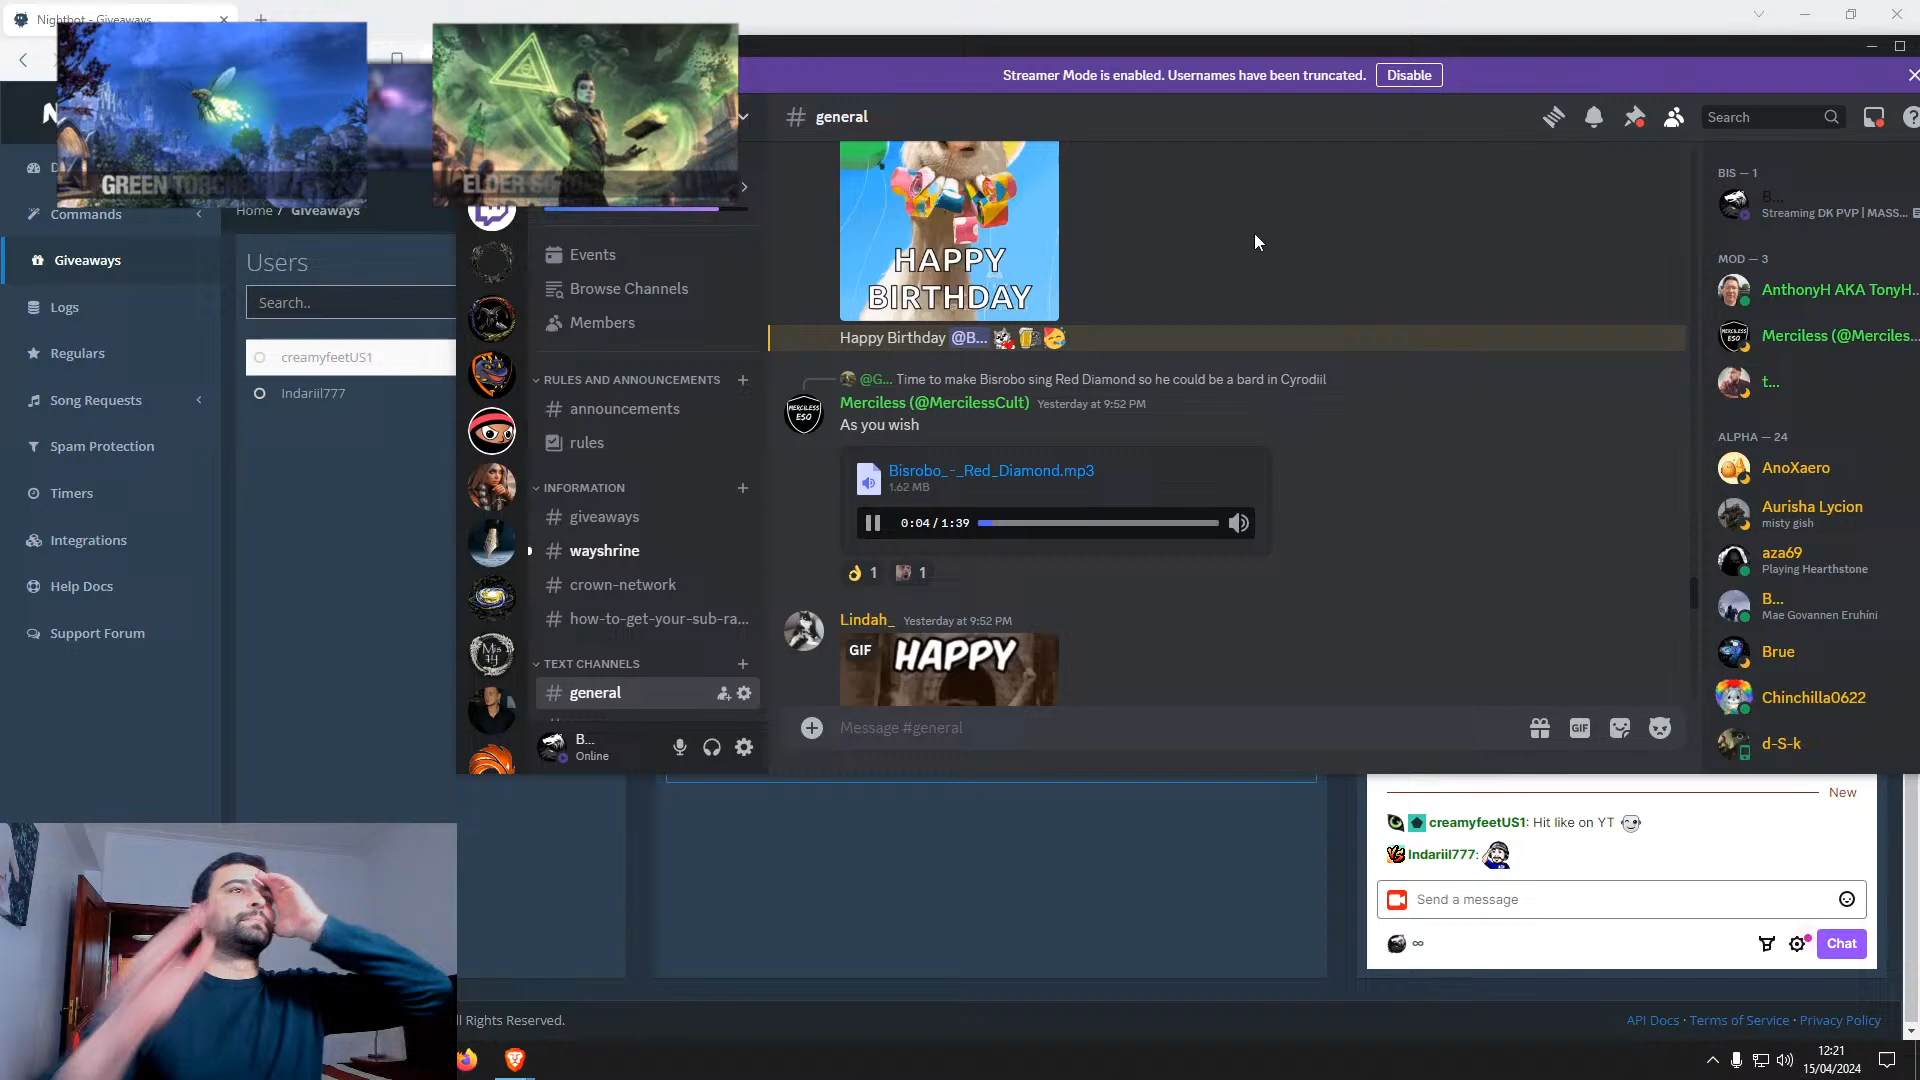 Nightbot - Giveaways
GREEN TORCH
ELDER SCRO
Streamer Mode is enabled. Usernames have been truncated.
Disable
general
Search
Commands
Giveaways
Logs
Regulars
Song Requests
Spam Protection
Timers
Integrations
Help Docs
Support Forum
Home / Giveaways
Users
Search..
creamyfeetUS1
Indariil777
Events
Browse Channels
Members
RULES AND ANNOUNCEMENTS
announcements
rules
INFORMATION
giveaways
wayshrine
crown-network
how-to-get-your-sub-ra...
TEXT CHANNELS
general
B...
Online
HAPPY
BIRTHDAY
Happy Birthday @B...
@G... Time to make Bisrobo sing Red Diamond so he could be a bard in Cyrodiil
MERCILESS
ESO
Merciless (@MercilessCult) Yesterday at 9:52 PM
As you wish
Bisrobo_-_Red_Diamond.mp3
1.62 MB
0:04 / 1:39
1 1
Lindah_ Yesterday at 9:52 PM
GIF HAPPY
Message #general
GIF
BIS — 1
B...
Streaming DK PVP | MASS...
MOD — 3
AnthonyH AKA TonyH...
Merciless (@Merciles...
t...
ALPHA — 24
AnoXaero
Aurisha Lycion
misty gish
aza69
Playing Hearthstone
B...
Mae Govannen Eruhíni
Brue
Chinchilla0622
d-S-k
New
creamyfeetUS1: Hit like on YT
Indariil777:
Send a message
∞
Chat
ll Rights Reserved.
API Docs · Terms of Service · Privacy Policy
12:21
15/04/2024